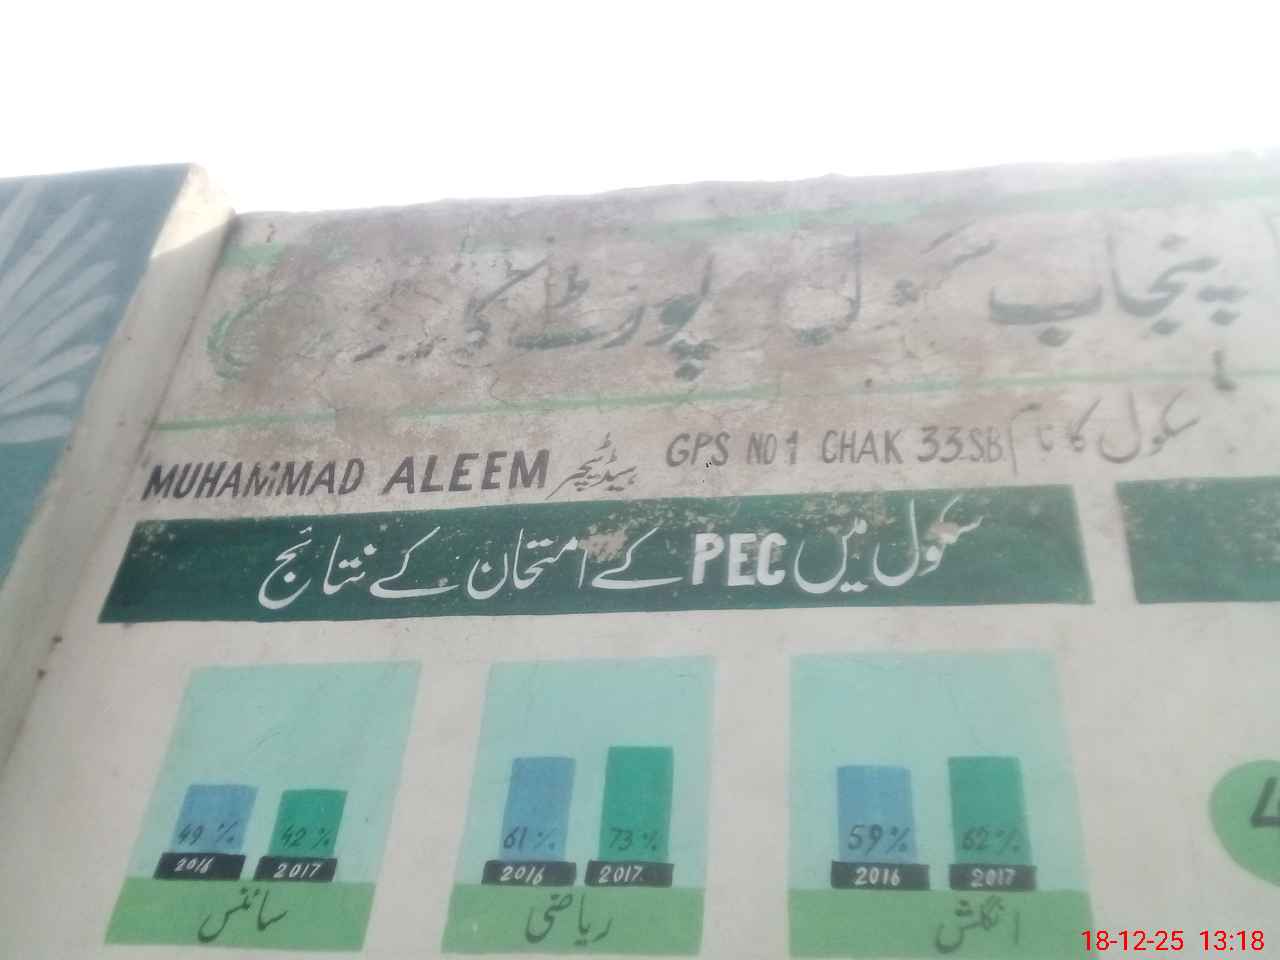 پنجاب سکول رپورٹ کارڈ
سکول کا نام GPS NO 1 CHAK 33.SB
ہیڈ ٹیچر MUHAMMAD ALEEM
سکول میں PEC کے امتحان کے نتائج
59% 62%
2016 2017
انگلش
61% 73%
2016 2017
ریاضی
49% 42%
2016 2017
سائنس
18-12-25 13:18